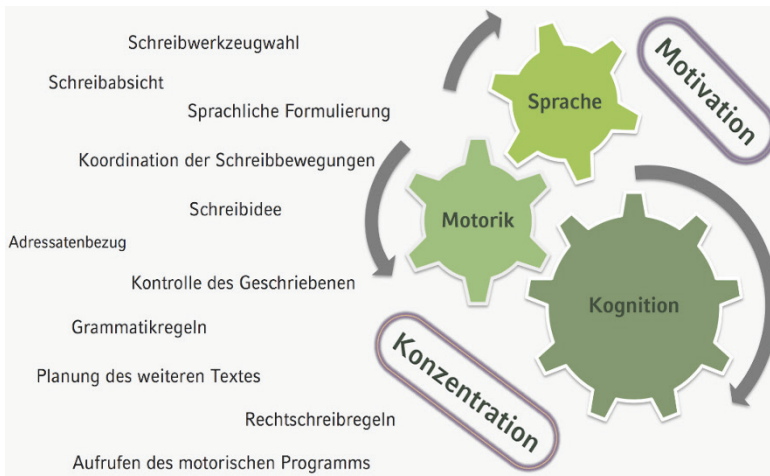 Schreibwerkzeugwahl
Schreibabsicht
Sprachliche Formulierung
Koordination der Schreibbewegungen
Schreibidee
Adressatenbezug
Kontrolle des Geschriebenen
Grammatikregeln
Planung des weiteren Textes
Rechtschreibregeln
Aufrufen des motorischen Programms
Sprache
Motivation
Motorik
Kognition
Konzentration